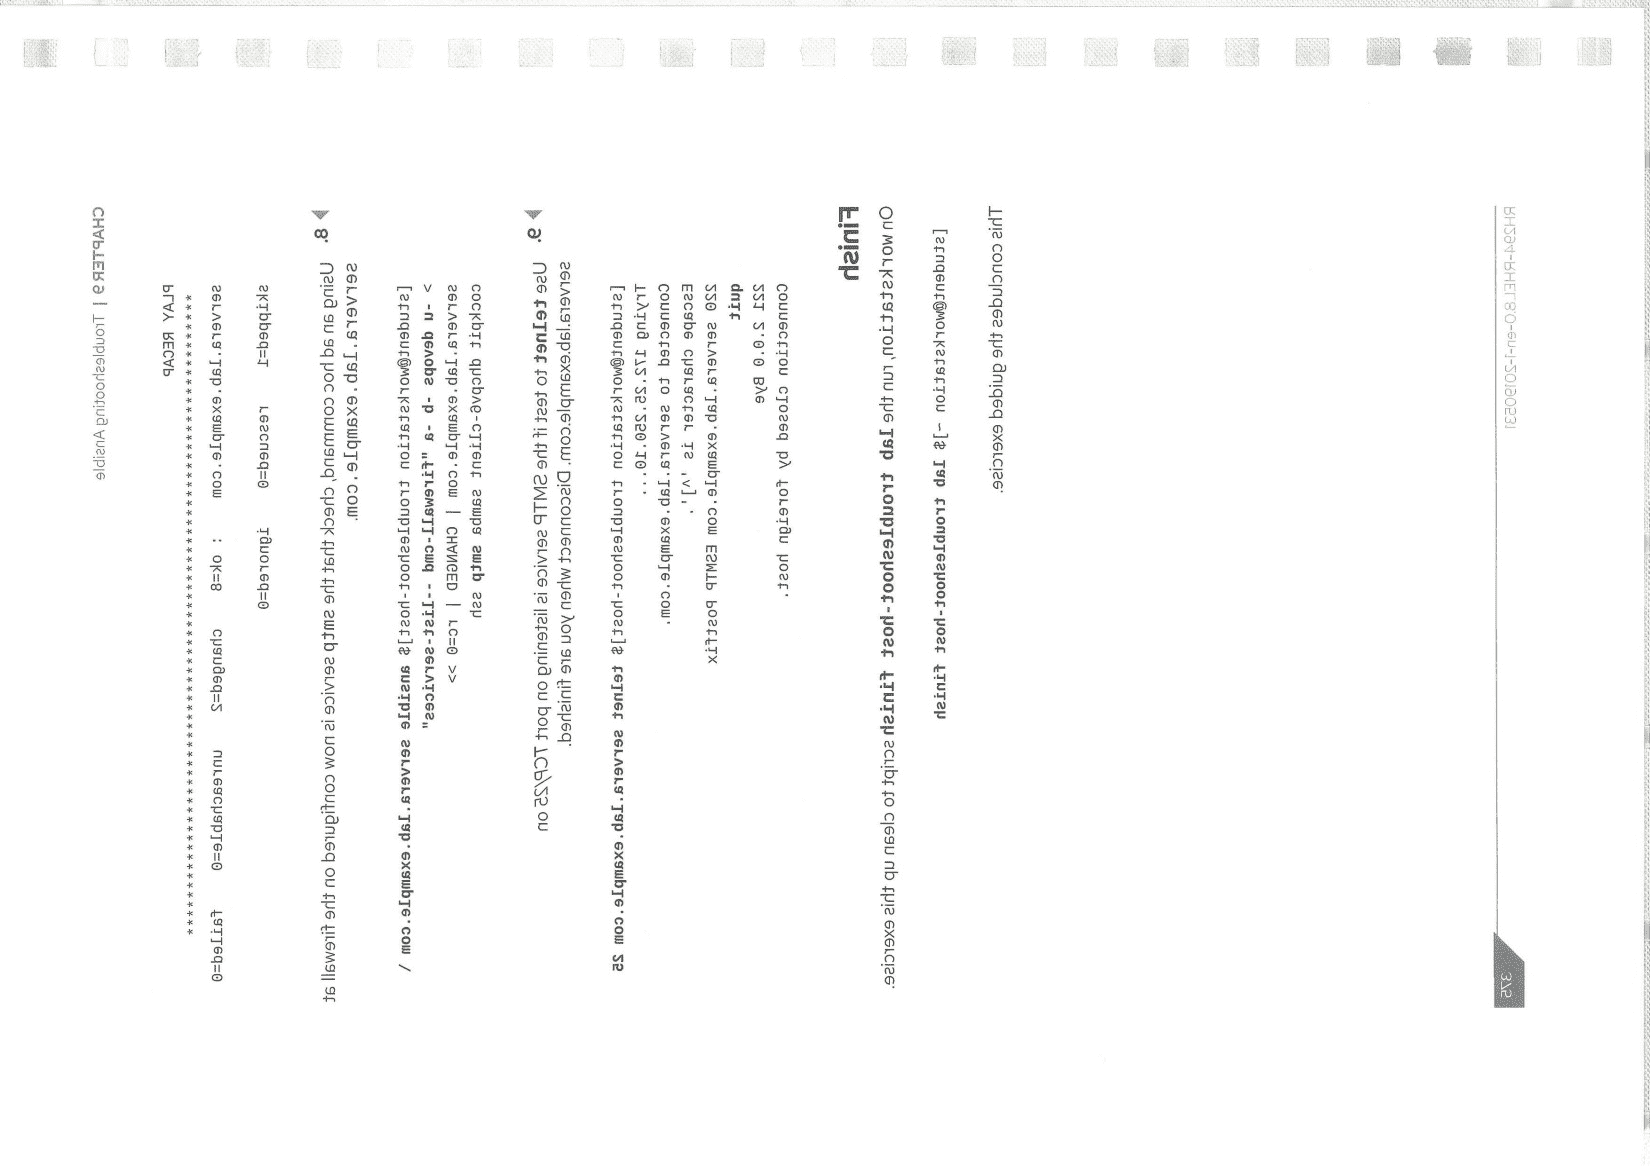 CHAPTER 9 | Troubleshooting Ansible
PLAY RECAP
****************************************************************************
servera.lab.example.com : ok=8 changed=2 unreachable=0 failed=0
skipped=1 rescued=0 ignored=0
8. Using an ad hoc command, check that the smtp service is now configured on the firewall at
servera.lab.example.com.
[student@workstation troubleshoot-host]$ ansible servera.lab.example.com \
> -u devops -b -a "firewall-cmd --list-services"
servera.lab.example.com | CHANGED | rc=0 >>
cockpit dhcpv6-client samba smtp ssh
9. Use telnet to test if the SMTP service is listening on port TCP/25 on
servera.lab.example.com. Disconnect when you are finished.
[student@workstation troubleshoot-host]$ telnet servera.lab.example.com 25
Trying 172.25.250.10...
Connected to servera.lab.example.com.
Escape character is '^]'.
220 servera.lab.example.com ESMTP Postfix
quit
221 2.0.0 Bye
Connection closed by foreign host.
Finish
On workstation, run the lab troubleshoot-host finish script to clean up this exercise.
[student@workstation ~]$ lab troubleshoot-host finish
This concludes the guided exercise.
RH294-RHEL8.0-en-1-20190531
375